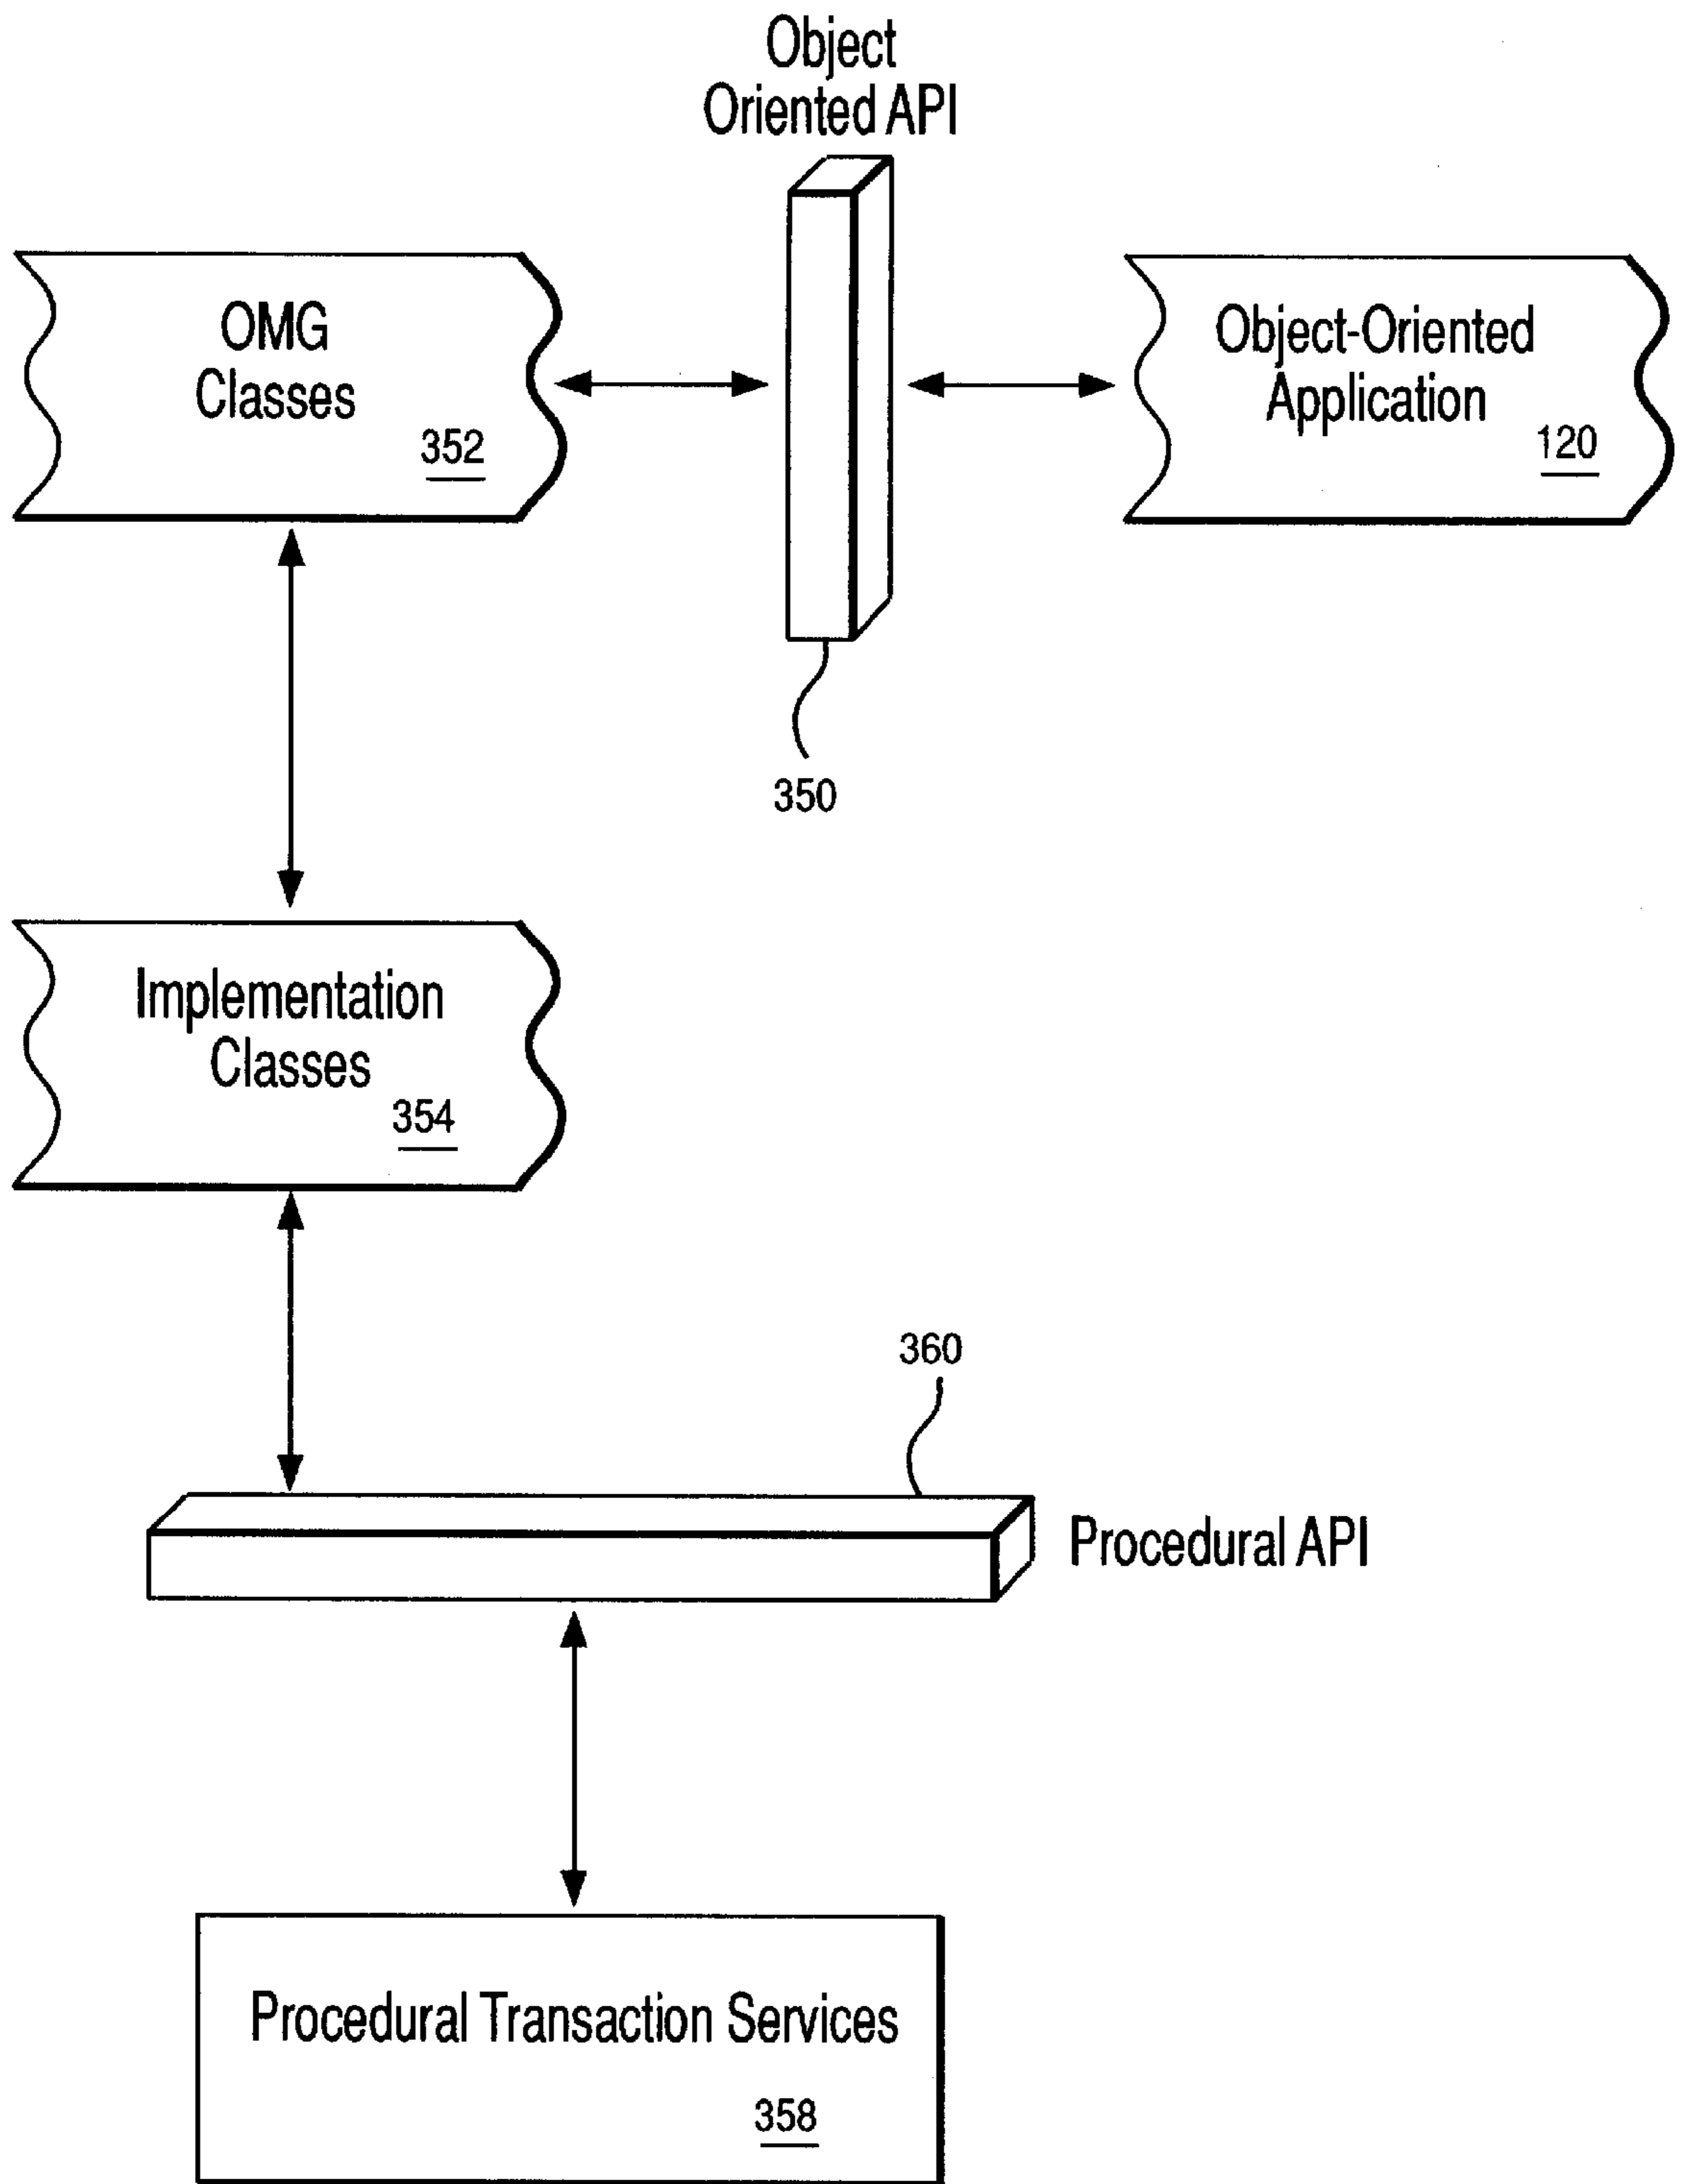 Object
Oriented API
OMG
Classes
352
Object-Oriented
Application
120
350
Implementation
Classes
354
360
Procedural API
Procedural Transaction Services
358